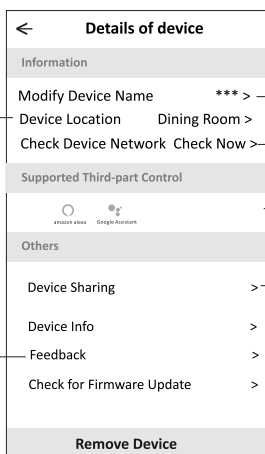 Details of device
Information
Modify Device Name *** >
Device Location Dining Room >
Check Device Network Check Now >
Supported Third-part Control
amazon alexa Google Assistant
Others
Device Sharing >
Device Info >
Feedback >
Check for Firmware Update >
Remove Device